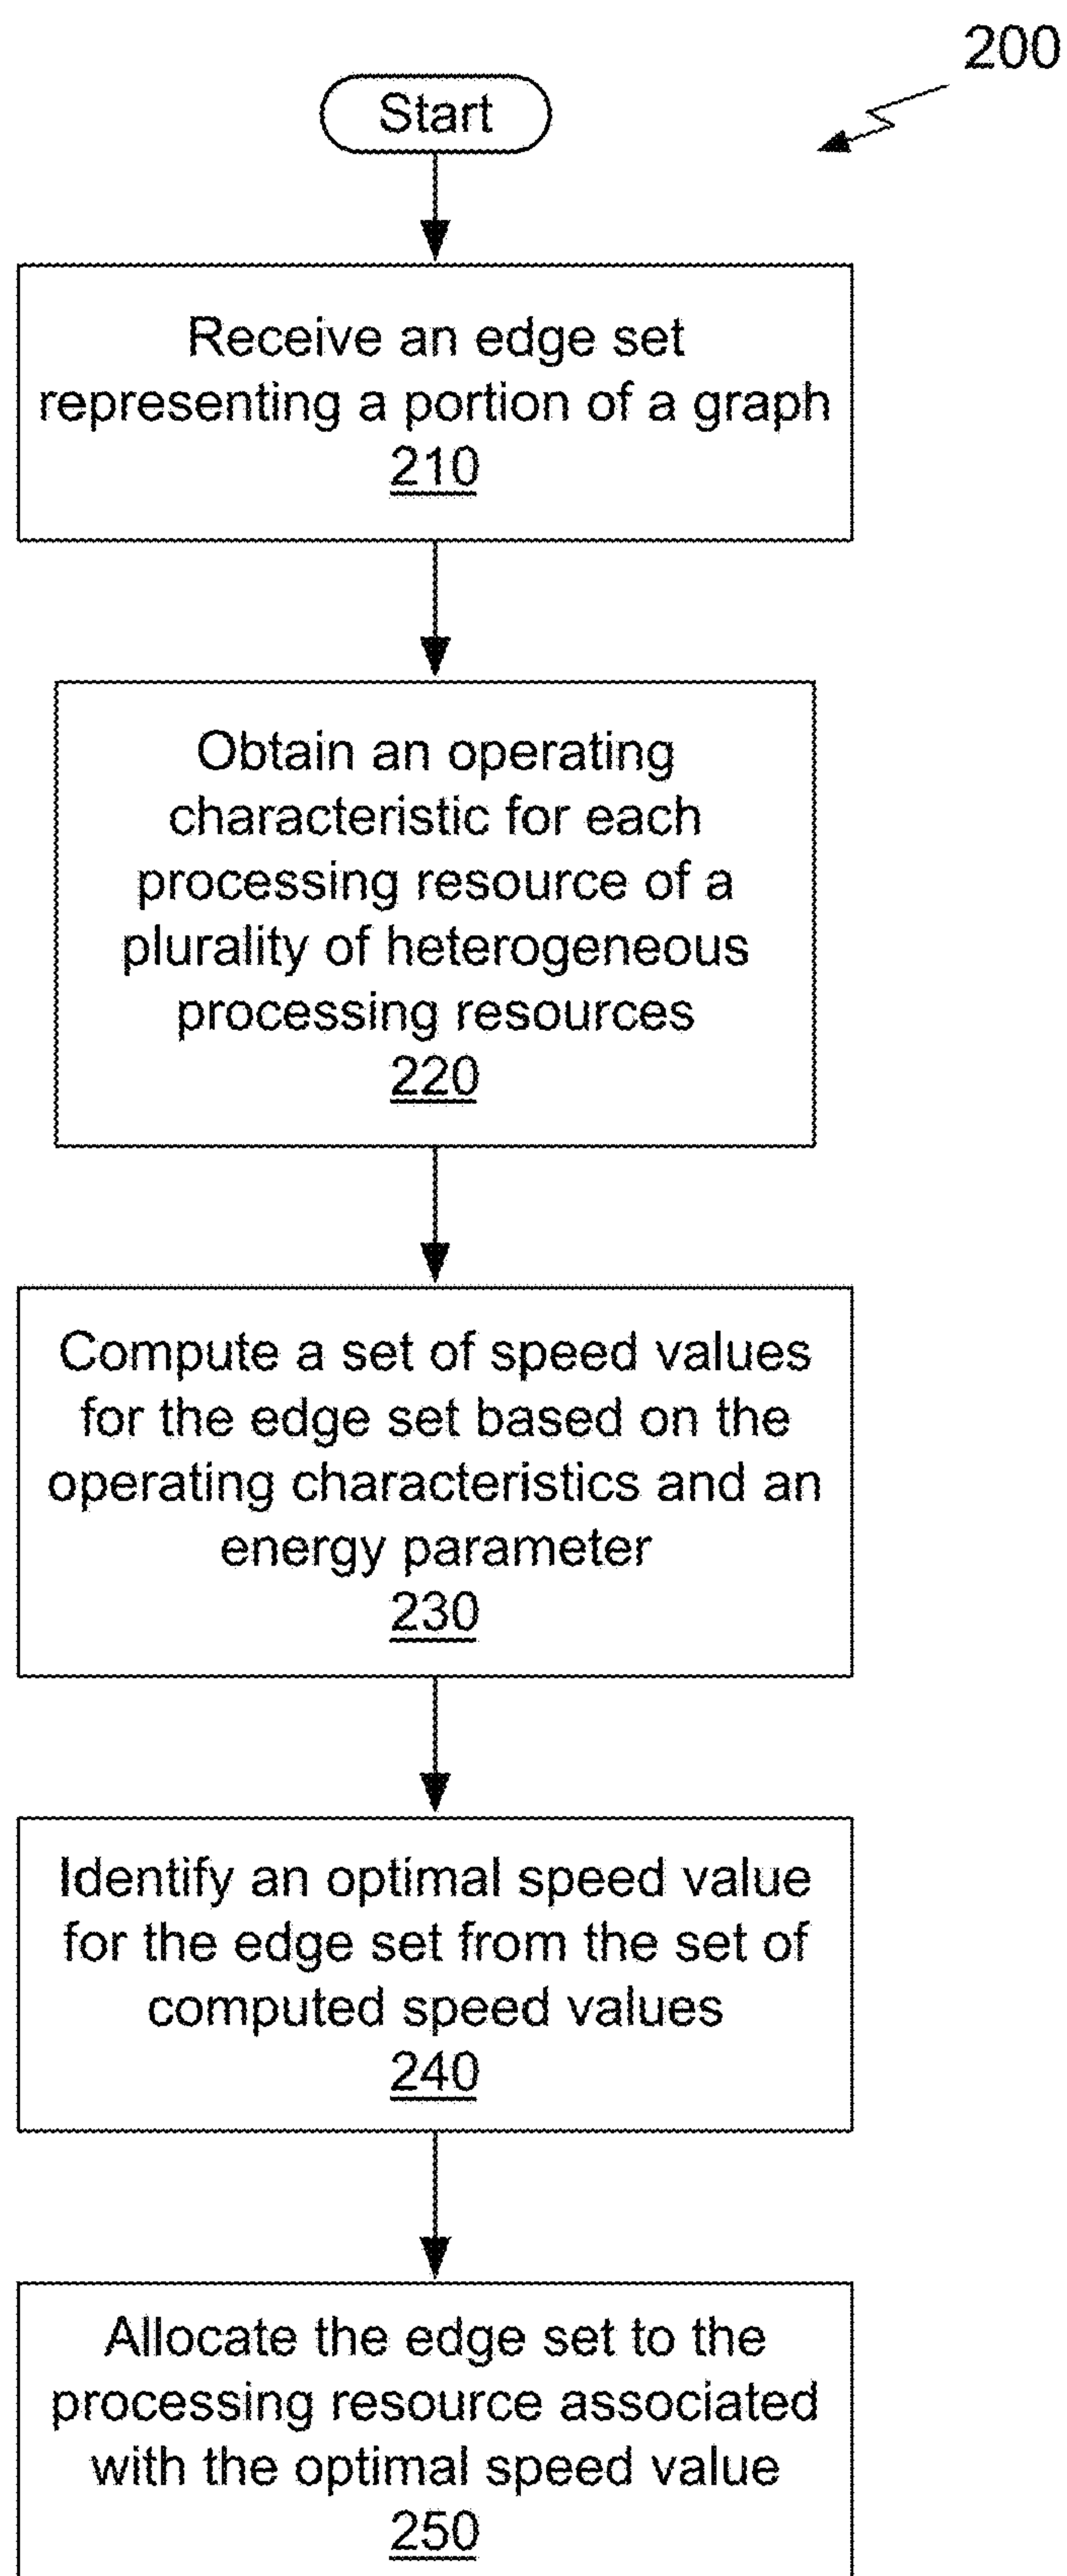 200
Start
Receive an edge set
representing a portion of a graph
210
Obtain an operating
characteristic for each
processing resource of a
plurality of heterogeneous
processing resources
220
Compute a set of speed values
for the edge set based on the
operating characteristics and an
energy parameter
230
Identify an optimal speed value
for the edge set from the set of
computed speed values
240
Allocate the edge set to the
processing resource associated
with the optimal speed value
250